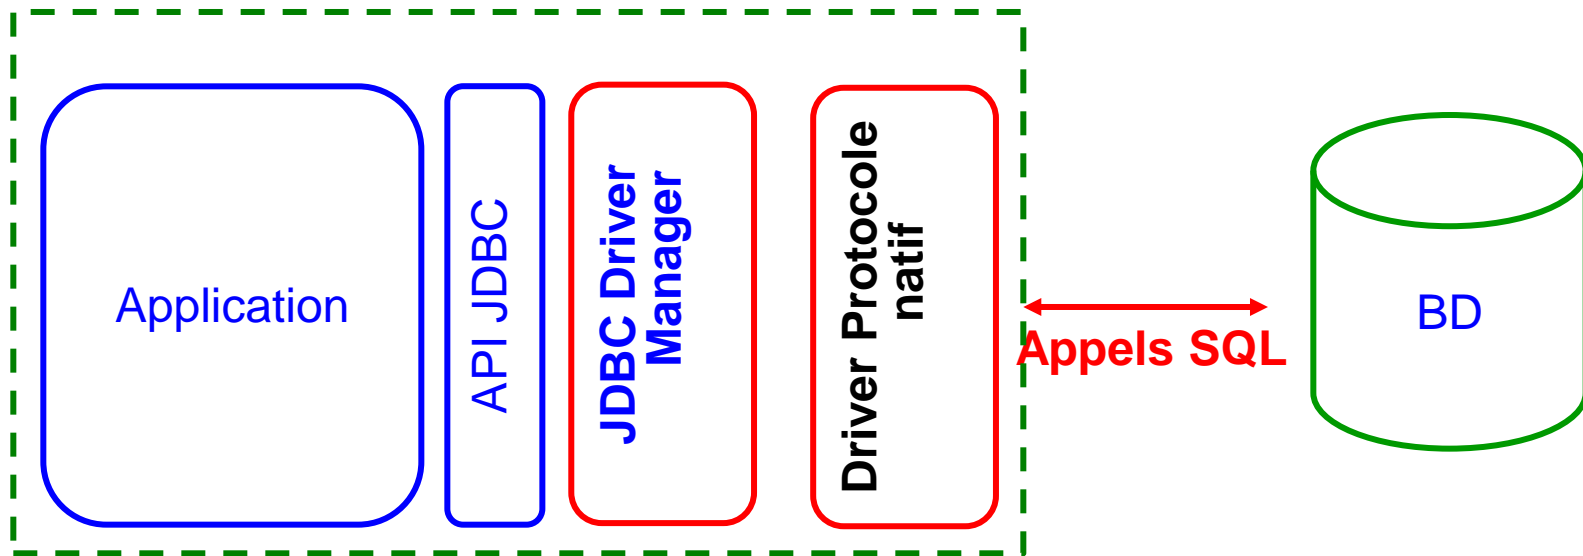 Application
API JDBC
JDBC Driver
Manager
Driver Protocole
natif
Appels SQL
BD